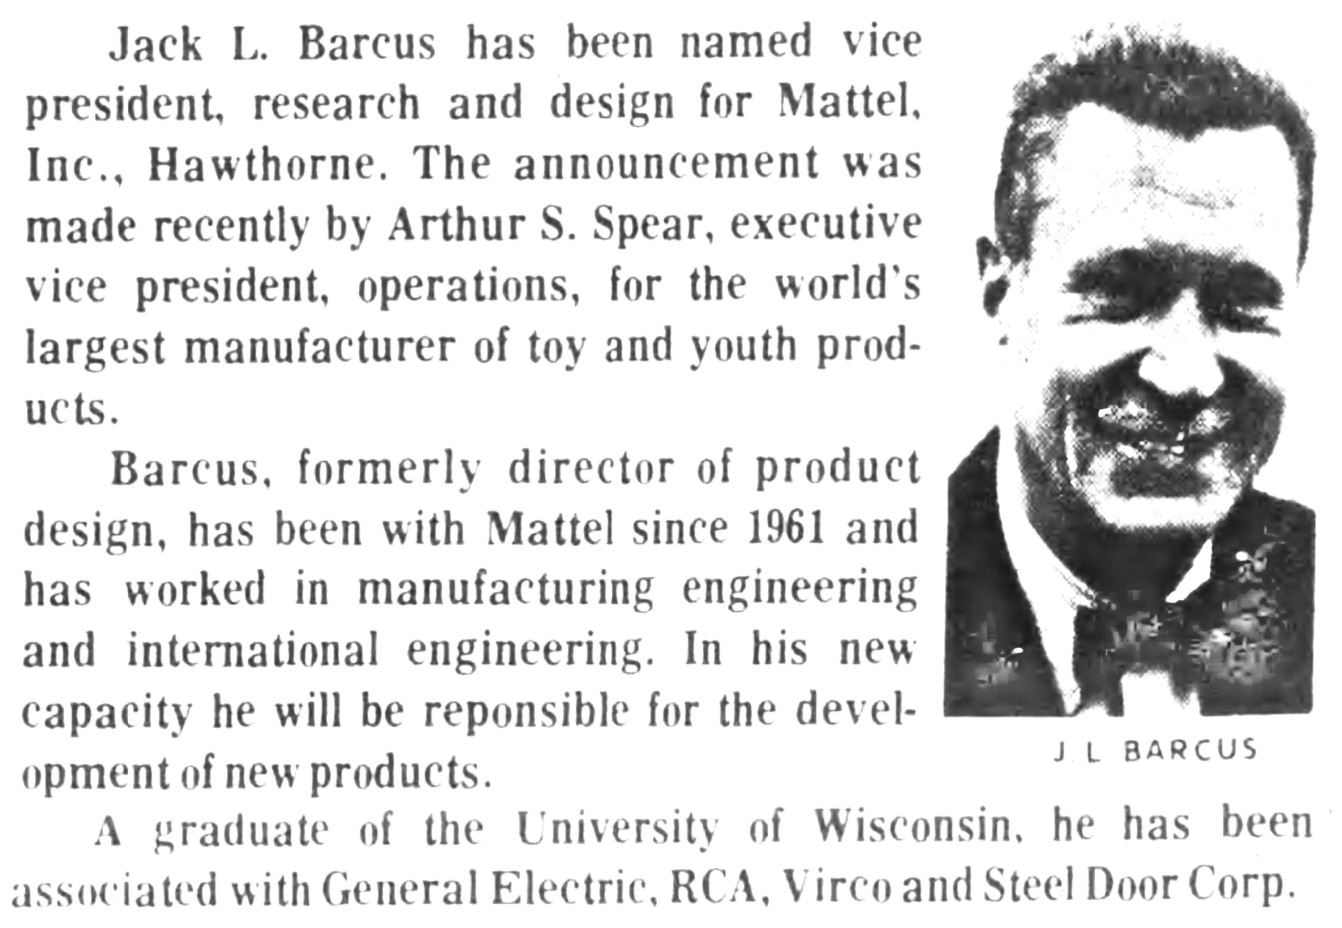 Jack L. Barcus has been named vice
president, research and design for Mattel,
Inc., Hawthorne. The announcement was
made recently by Arthur S. Spear, executive
vice president, operations, for the world's
largest manufacturer of toy and youth prod-
ucts.
Barcus, formerly director of product
design, has been with Mattel since 1961 and
has worked in manufacturing engineering
and international engineering. In his new
capacity he will be reponsible for the devel-
opment of new products.
J. L BARCUS
A graduate of the University of Wisconsin, he has been
associated with General Electric, RCA, Virco and Steel Door Corp.